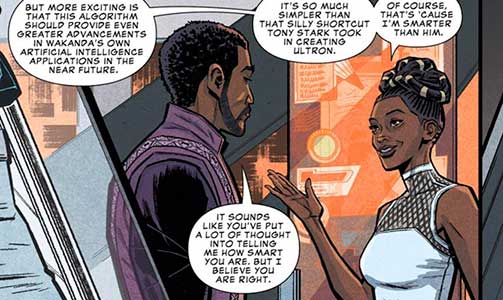 BUT MORE EXCITING IS
THAT THIS ALGORITHM
SHOULD PROVIDE EVEN
GREATER ADVANCEMENTS
IN WAKANDA'S OWN
ARTIFICIAL INTELLIGENCE
APPLICATIONS IN THE
NEAR FUTURE.
IT'S SO MUCH
SIMPLER THAN
THAT SILLY SHORTCUT
TONY STARK TOOK
IN CREATING
ULTRON.
OF COURSE,
THAT'S 'CAUSE
I'M SMARTER
THAN HIM.
IT SOUNDS
LIKE YOU'VE PUT
A LOT OF THOUGHT
INTO TELLING
ME HOW SMART
YOU ARE. BUT I
BELIEVE YOU
ARE RIGHT.